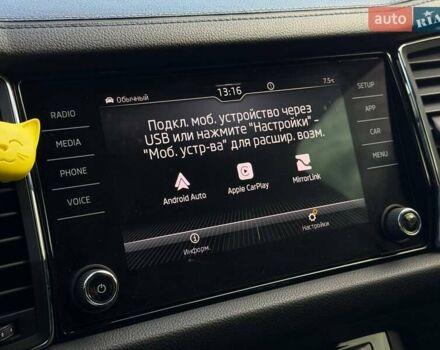 auto RIA
13:16
Обычный
7.5°C
RADIO
MEDIA
PHONE
VOICE
SETUP
APP
CAR
MENU
Подкл. моб. устройство через
USB или нажмите "Настройки" -
"Моб. устр-ва" для расшир. возм.
Android Auto
Apple CarPlay
MirrorLink
Информ.
Настройки